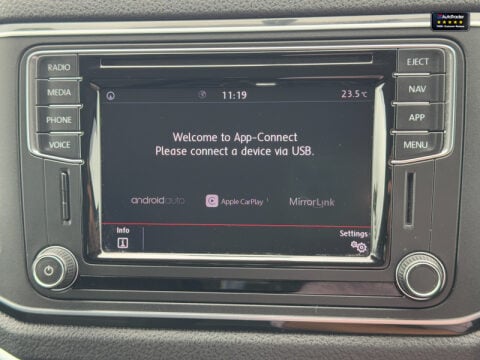 AutoTrader
RADIO
MEDIA
PHONE
VOICE
EJECT
NAV
APP
MENU
11:19
23.5°C
Welcome to App-Connect
Please connect a device via USB.
androidauto
Apple CarPlay
MirrorLink
Info
i
Settings